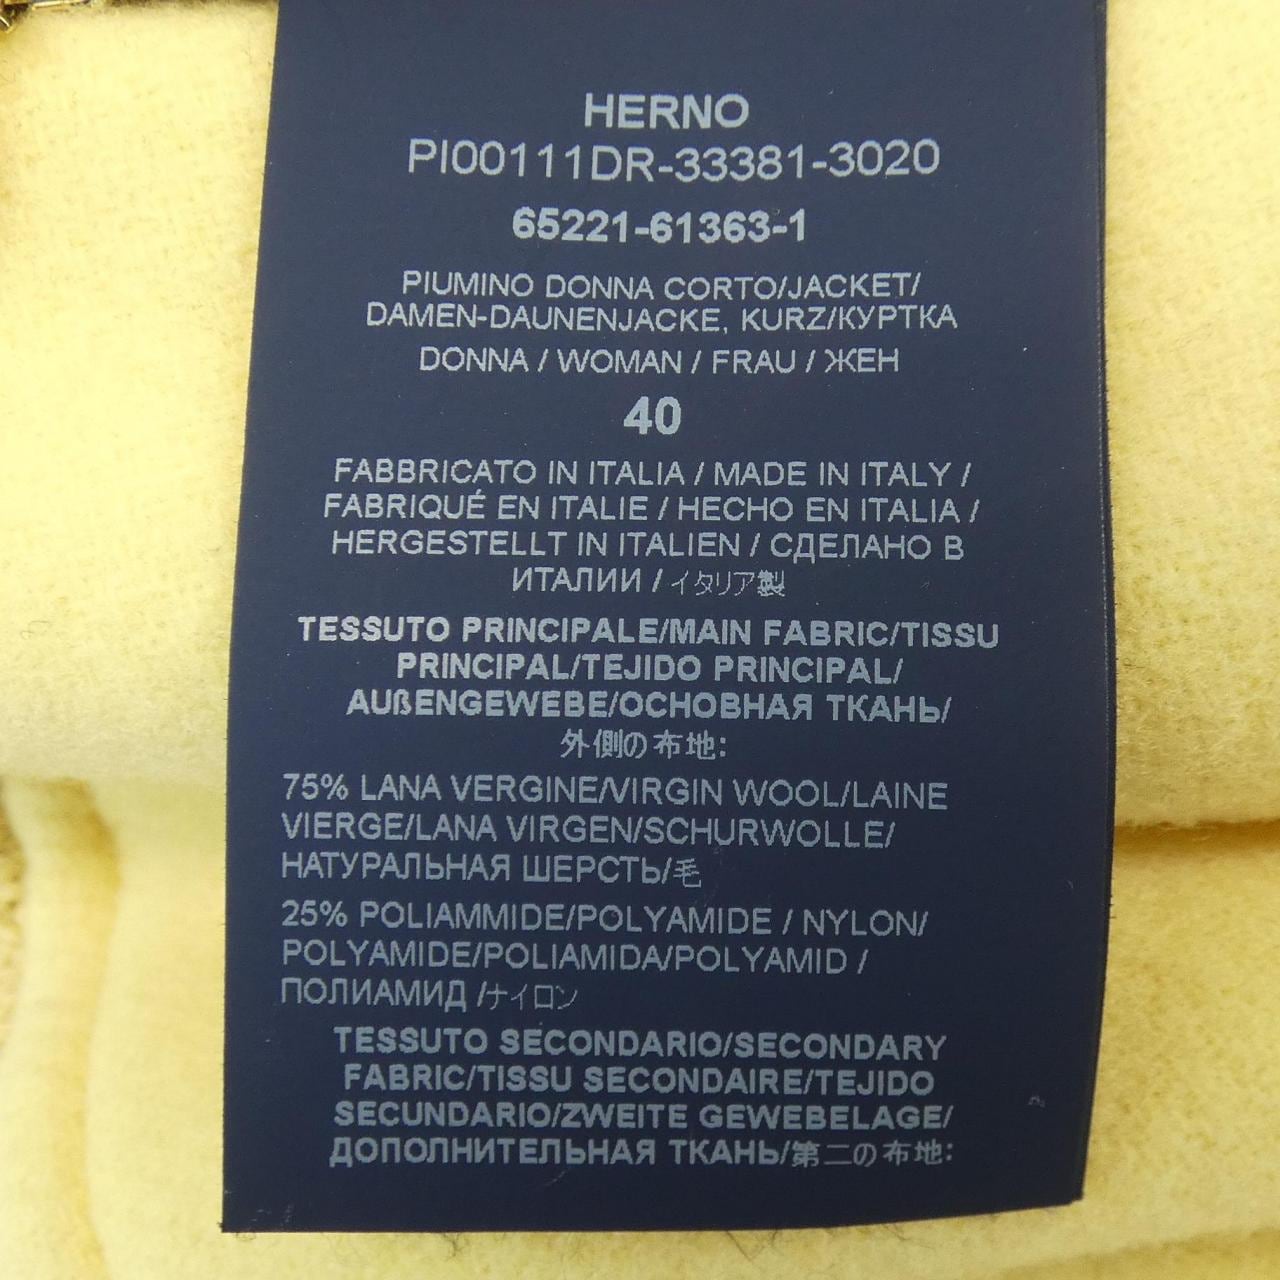 HERNO
PI00111DR-33381-3020
65221-61363-1
PIUMINO DONNA CORTO/JACKET/
DAMEN-DAUNENJACKE, KURZ/КУРТКА
DONNA / WOMAN / FRAU / ЖЕН
40
FABBRICATO IN ITALIA / MADE IN ITALY /
FABRIQUÉ EN ITALIE / HECHO EN ITALIA /
HERGESTELLT IN ITALIEN / СДЕЛАНО В
ИТАЛИИ / イタリア製
TESSUTO PRINCIPALE/MAIN FABRIC/TISSU
PRINCIPAL/TEJIDO PRINCIPAL/
AUßENGEWEBE/ОСНОВНАЯ ТКАНЬ/
外側の布地:
75% LANA VERGINE/VIRGIN WOOL/LAINE
VIERGE/LANA VIRGEN/SCHURWOLLE/
НАТУРАЛЬНАЯ ШЕРСТЬ/毛
25% POLIAMMIDE/POLYAMIDE / NYLON/
POLYAMIDE/POLIAMIDA/POLYAMID /
ПОЛИАМИД /ナイロン
TESSUTO SECONDARIO/SECONDARY
FABRIC/TISSU SECONDAIRE/TEJIDO
SECUNDARIO/ZWEITE GEWEBELAGE/
ДОПОЛНИТЕЛЬНАЯ ТКАНЬ/第二の布地: